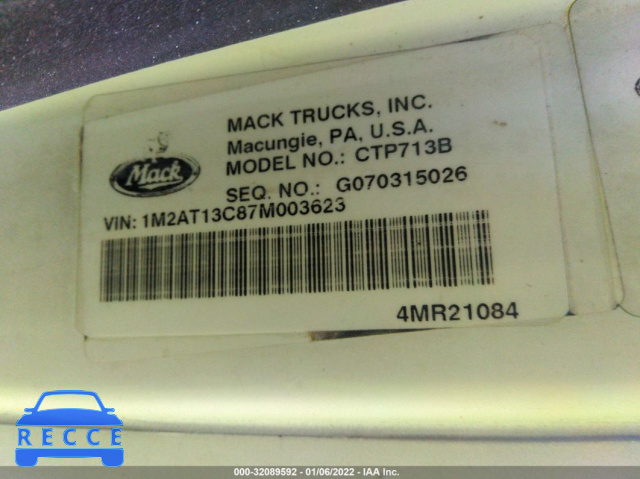 MACK TRUCKS, INC.
Macungie, PA, U.S.A.
MODEL NO.: CTP713B
Mack
SEQ. NO.: G070315026
VIN: 1M2AT13C87M003623
4MR21084
RECCE
000-32089592 - 01/06/2022 - IAA Inc.